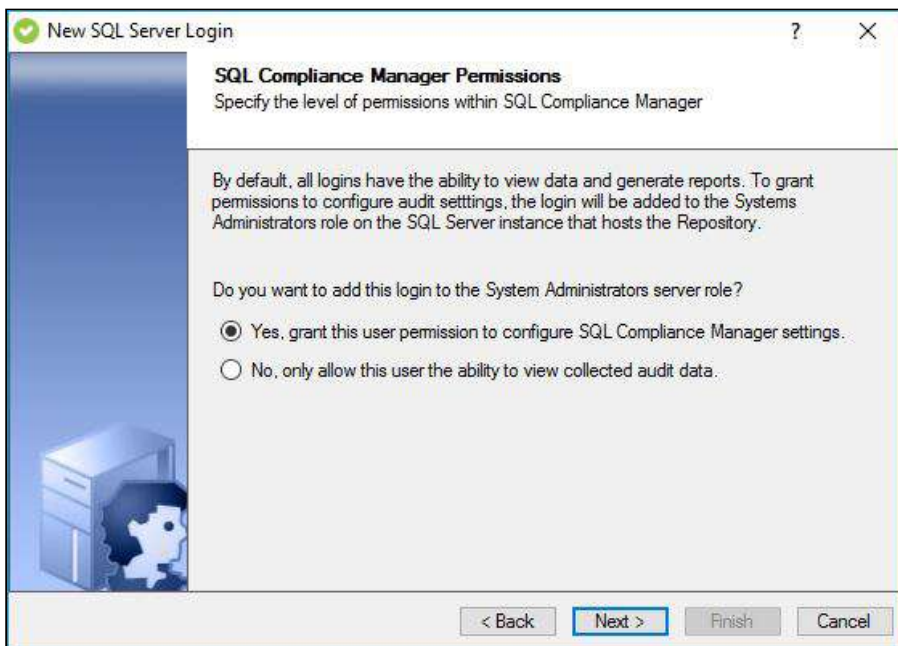 New SQL Server Login
?
SQL Compliance Manager Permissions
Specify the level of permissions within SQL Compliance Manager
By default, all logins have the ability to view data and generate reports. To grant
permissions to configure audit setttings, the login will be added to the Systems
Administrators role on the SQL Server instance that hosts the Repository.
Do you want to add this login to the System Administrators server role?
Yes, grant this user permission to configure SQL Compliance Manager settings.
No, only allow this user the ability to view collected audit data.
< Back
Next >
Finish
Cancel